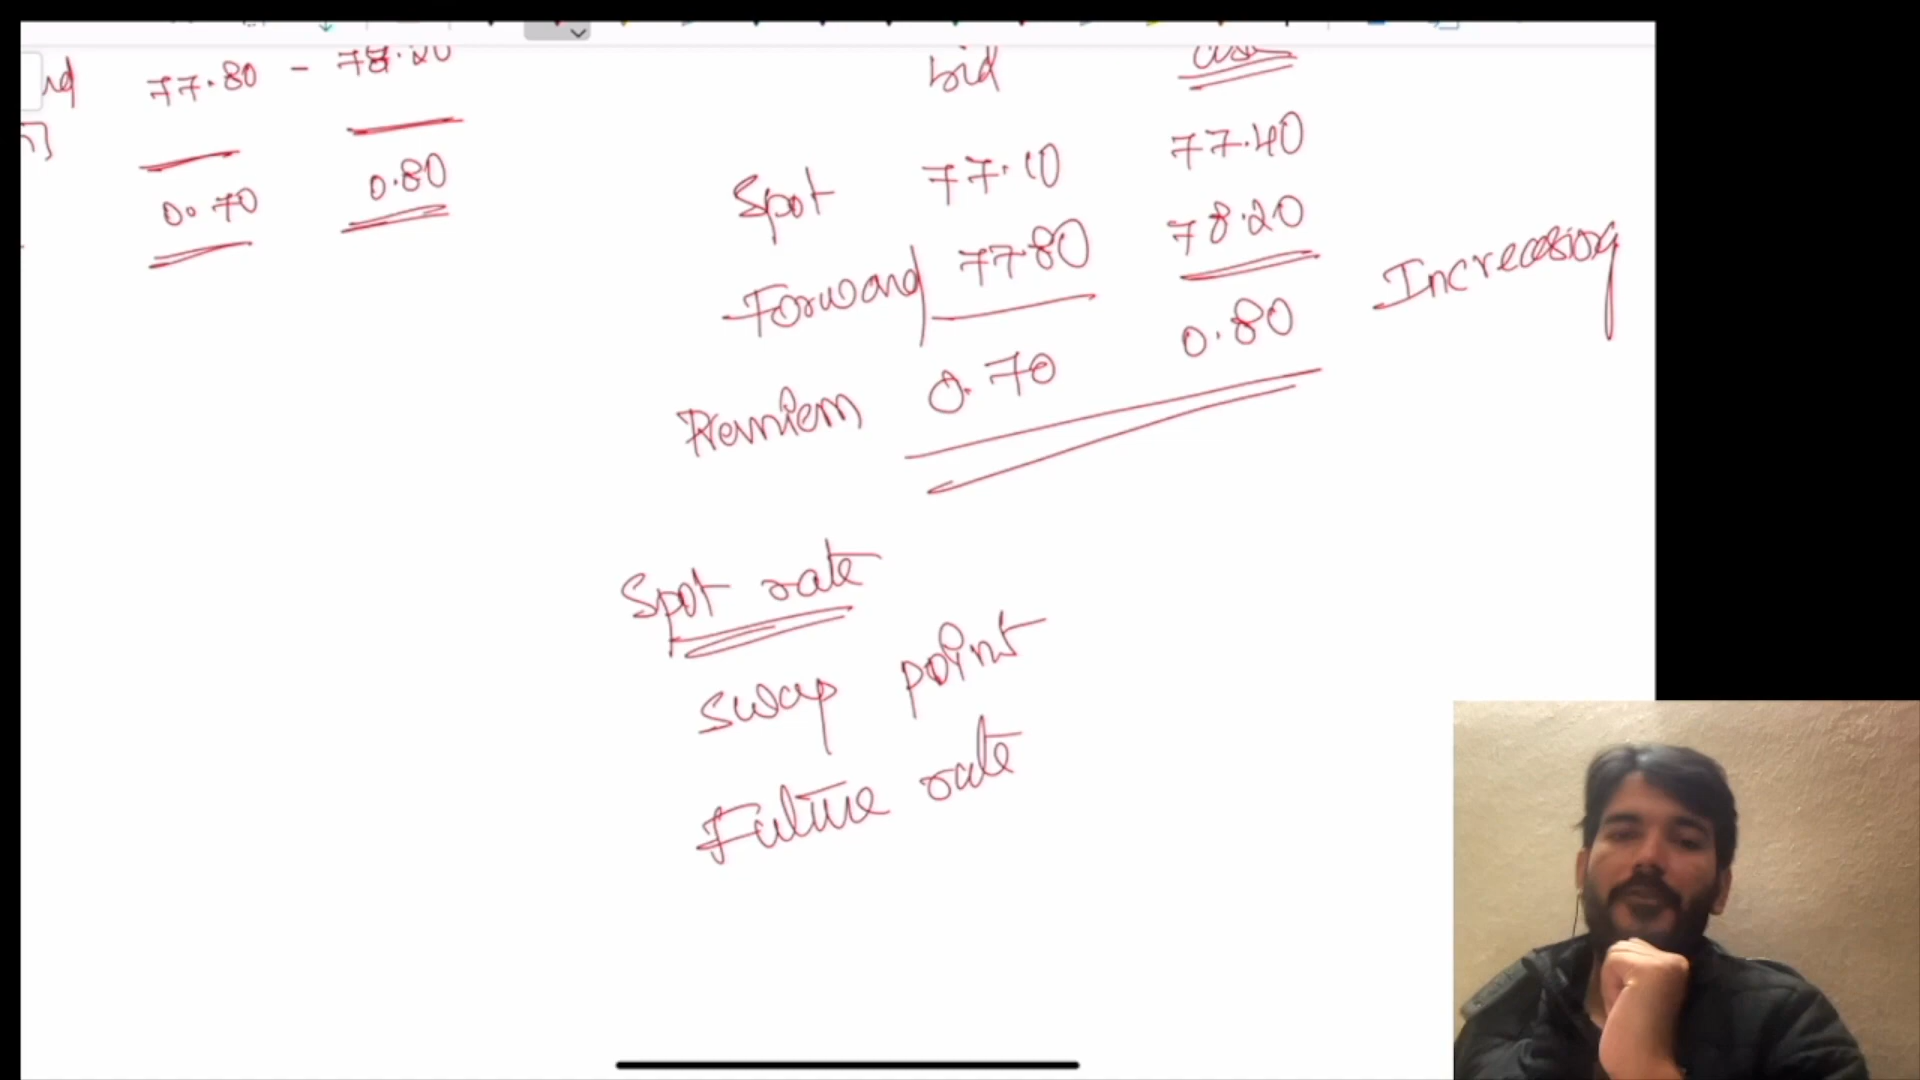 77.80 - 78.20
0.70 0.80
bid ask
Spot 77.10 77.40
Forward 77.80 78.20
Premium 0.70 0.80 Increasing
Spot rate
swap point
Future rate